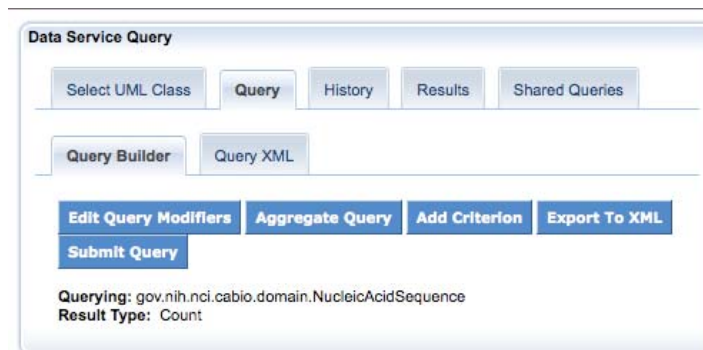 Data Service Query
Select UML Class Query History Results Shared Queries
Query Builder Query XML
Edit Query Modifiers Aggregate Query Add Criterion Export To XML
Submit Query
Querying: gov.nih.nci.cabio.domain.NucleicAcidSequence
Result Type: Count